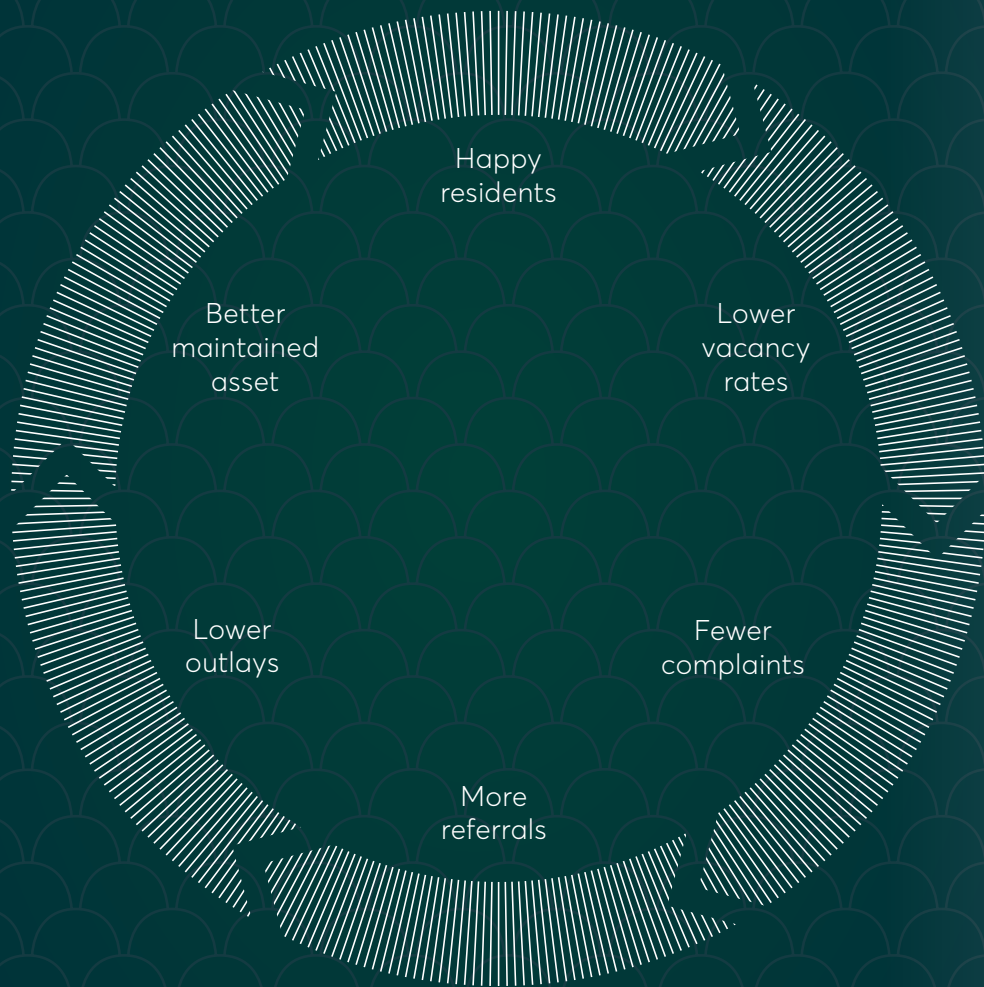 Happy
residents
Lower
vacancy
rates
Fewer
complaints
More
referrals
Lower
outlays
Better
maintained
asset